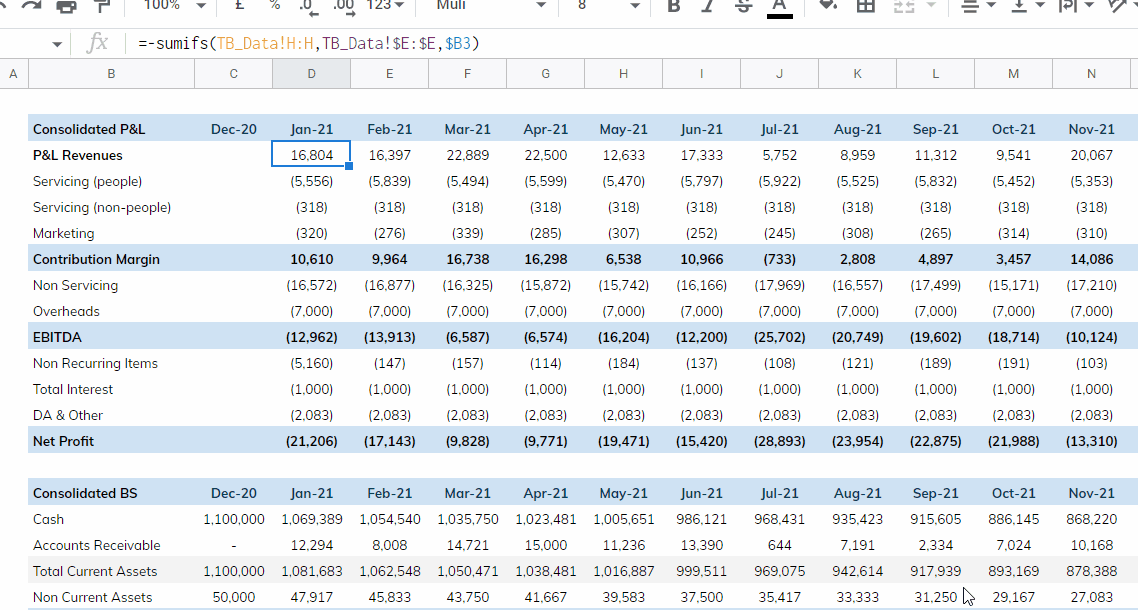 100% £ % .0 .00 123 Muli 8 B I S A
fx =-sumifs(TB_Data!H:H,TB_Data!$E:$E,$B3)
A B C D E F G H I J K L M N
Consolidated P&L Dec-20 Jan-21 Feb-21 Mar-21 Apr-21 May-21 Jun-21 Jul-21 Aug-21 Sep-21 Oct-21 Nov-21
P&L Revenues 16,804 16,397 22,889 22,500 12,633 17,333 5,752 8,959 11,312 9,541 20,067
Servicing (people) (5,556) (5,839) (5,494) (5,599) (5,470) (5,797) (5,922) (5,525) (5,832) (5,452) (5,353)
Servicing (non-people) (318) (318) (318) (318) (318) (318) (318) (318) (318) (318) (318)
Marketing (320) (276) (339) (285) (307) (252) (245) (308) (265) (314) (310)
Contribution Margin 10,610 9,964 16,738 16,298 6,538 10,966 (733) 2,808 4,897 3,457 14,086
Non Servicing (16,572) (16,877) (16,325) (15,872) (15,742) (16,166) (17,969) (16,557) (17,499) (15,171) (17,210)
Overheads (7,000) (7,000) (7,000) (7,000) (7,000) (7,000) (7,000) (7,000) (7,000) (7,000) (7,000)
EBITDA (12,962) (13,913) (6,587) (6,574) (16,204) (12,200) (25,702) (20,749) (19,602) (18,714) (10,124)
Non Recurring Items (5,160) (147) (157) (114) (184) (137) (108) (121) (189) (191) (103)
Total Interest (1,000) (1,000) (1,000) (1,000) (1,000) (1,000) (1,000) (1,000) (1,000) (1,000) (1,000)
DA & Other (2,083) (2,083) (2,083) (2,083) (2,083) (2,083) (2,083) (2,083) (2,083) (2,083) (2,083)
Net Profit (21,206) (17,143) (9,828) (9,771) (19,471) (15,420) (28,893) (23,954) (22,875) (21,988) (13,310)
Consolidated BS Dec-20 Jan-21 Feb-21 Mar-21 Apr-21 May-21 Jun-21 Jul-21 Aug-21 Sep-21 Oct-21 Nov-21
Cash 1,100,000 1,069,389 1,054,540 1,035,750 1,023,481 1,005,651 986,121 968,431 935,423 915,605 886,145 868,220
Accounts Receivable - 12,294 8,008 14,721 15,000 11,236 13,390 644 7,191 2,334 7,024 10,168
Total Current Assets 1,100,000 1,081,683 1,062,548 1,050,471 1,038,481 1,016,887 999,511 969,075 942,614 917,939 893,169 878,388
Non Current Assets 50,000 47,917 45,833 43,750 41,667 39,583 37,500 35,417 33,333 31,250 29,167 27,083